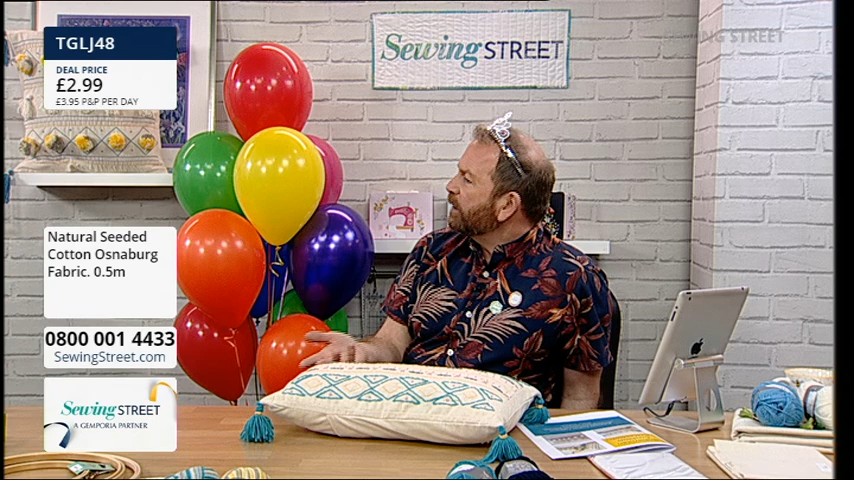 TGLJ48
DEAL PRICE
£2.99
£3.95 P&P PER DAY
Natural Seeded
Cotton Osnaburg
Fabric. 0.5m
0800 001 4433
SewingStreet.com
Sewing STREET
A GEMPORIA PARTNER
Sewing STREET
SEWING STREET